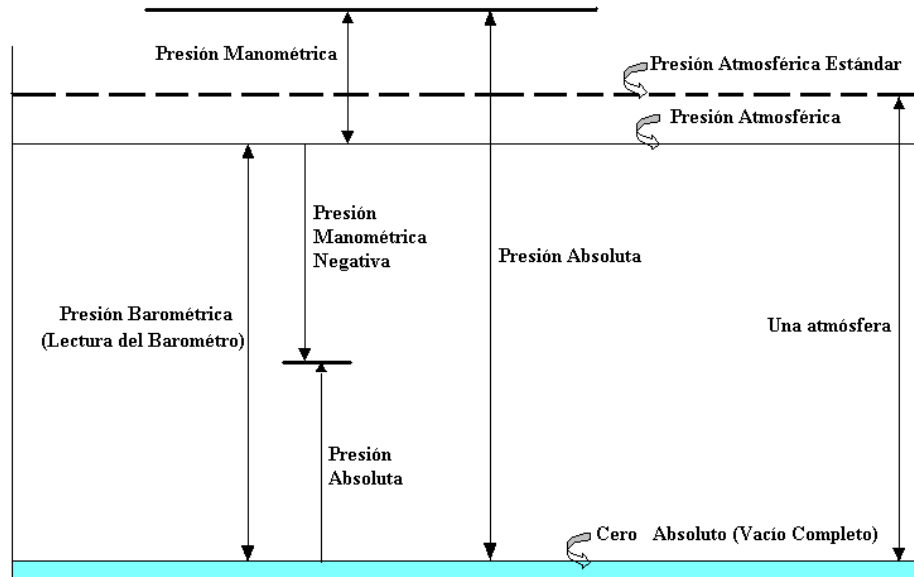 Presión Manométrica
Presión Atmosférica Estándar
Presión Atmosférica
Presión
Manométrica
Negativa
Presión Absoluta
Presión Barométrica
(Lectura del Barométro)
Una atmósfera
Presión
Absoluta
Cero Absoluto (Vacío Completo)